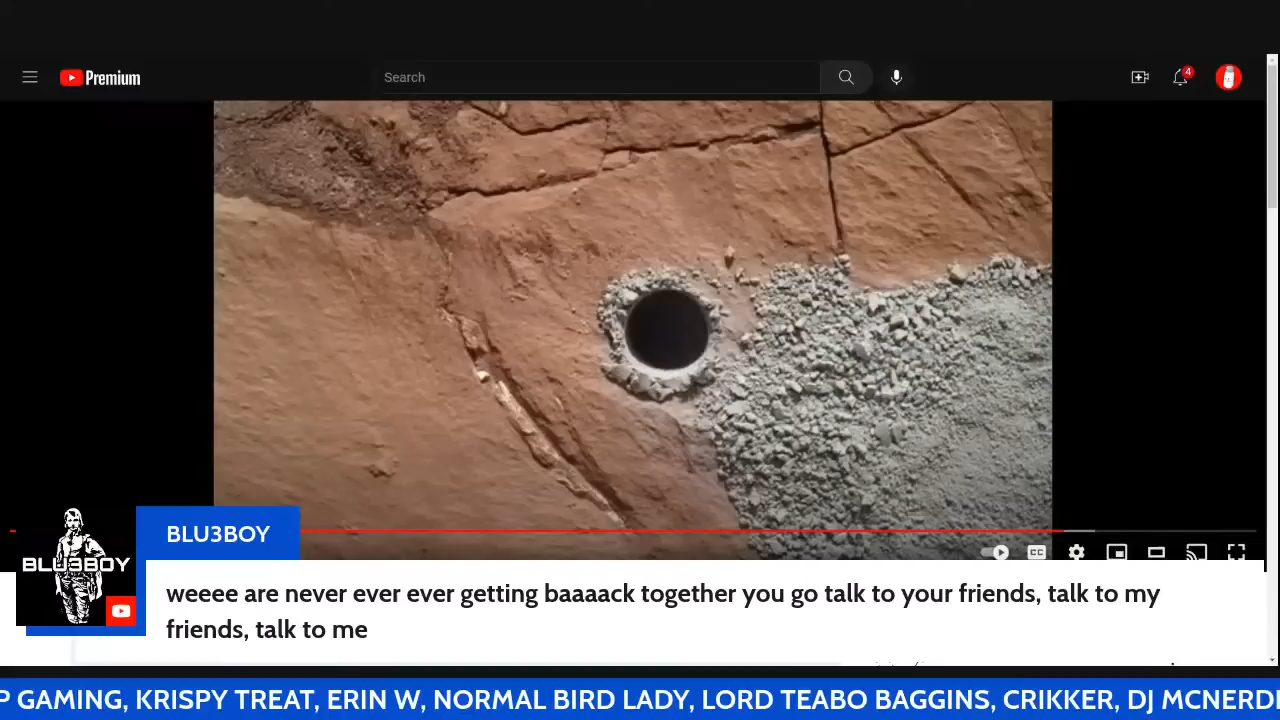 Premium
Search
4
BLU3BOY
BLU3BOY
CC
weeee are never ever ever getting baaaack together you go talk to your friends, talk to my
friends, talk to me
P GAMING, KRISPY TREAT, ERIN W, NORMAL BIRD LADY, LORD TEABO BAGGINS, CRIKKER, DJ MCNERD